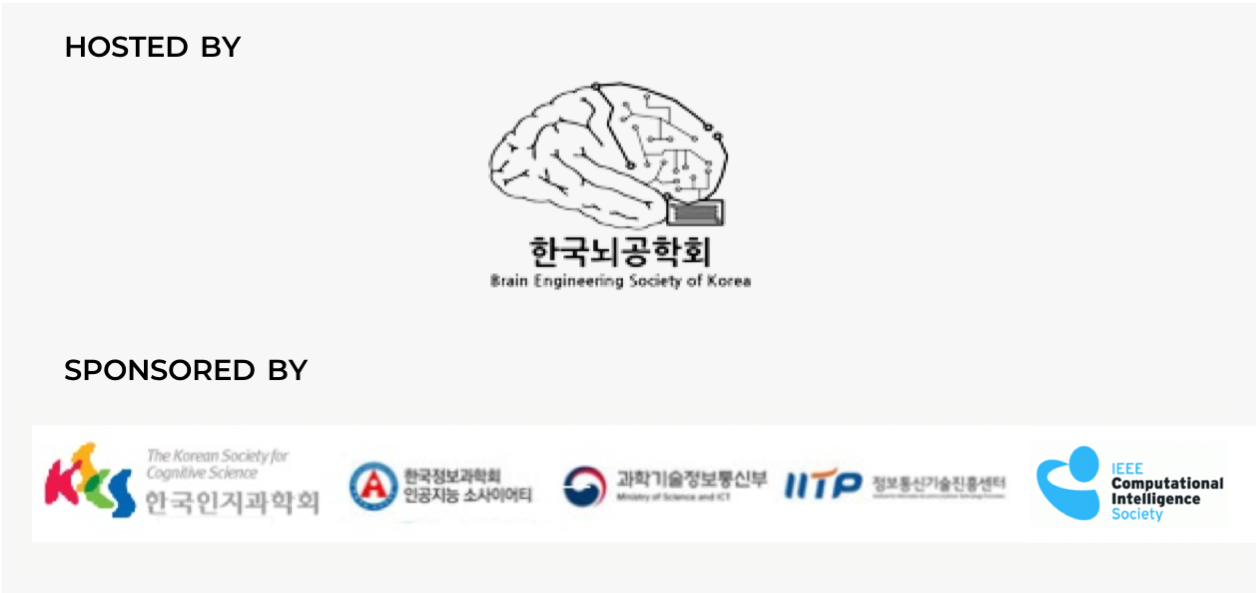 HOSTED BY
한국뇌공학회
Brain Engineering Society of Korea
SPONSORED BY
KSCS
The Korean Society for
Cognitive Science
한국인지과학회
A
한국정보과학회
인공지능 소사이어티
과학기술정보통신부
Ministry of Science and ICT
IITP
정보통신기술진흥센터
IEEE
Computational
Intelligence
Society